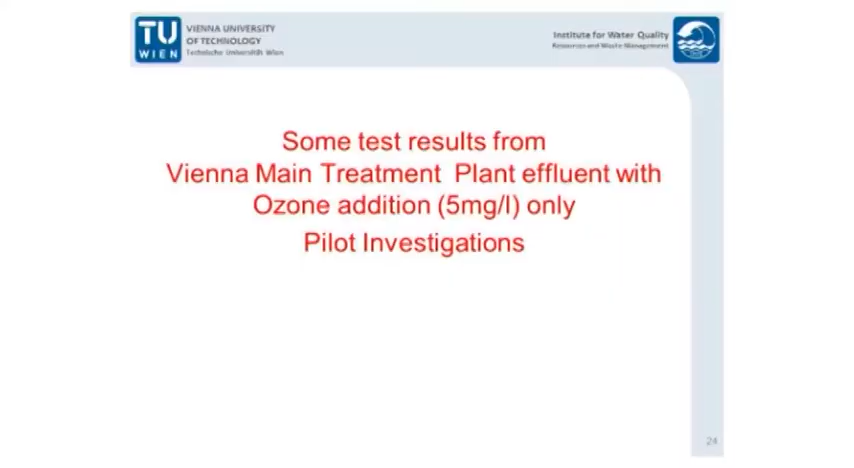 TU
WIEN
VIENNA UNIVERSITY
OF TECHNOLOGY
Technische Universität Wien
Institute for Water Quality
Resources and Waste Management
Some test results from
Vienna Main Treatment Plant effluent with
Ozone addition (5mg/l) only
Pilot Investigations
24